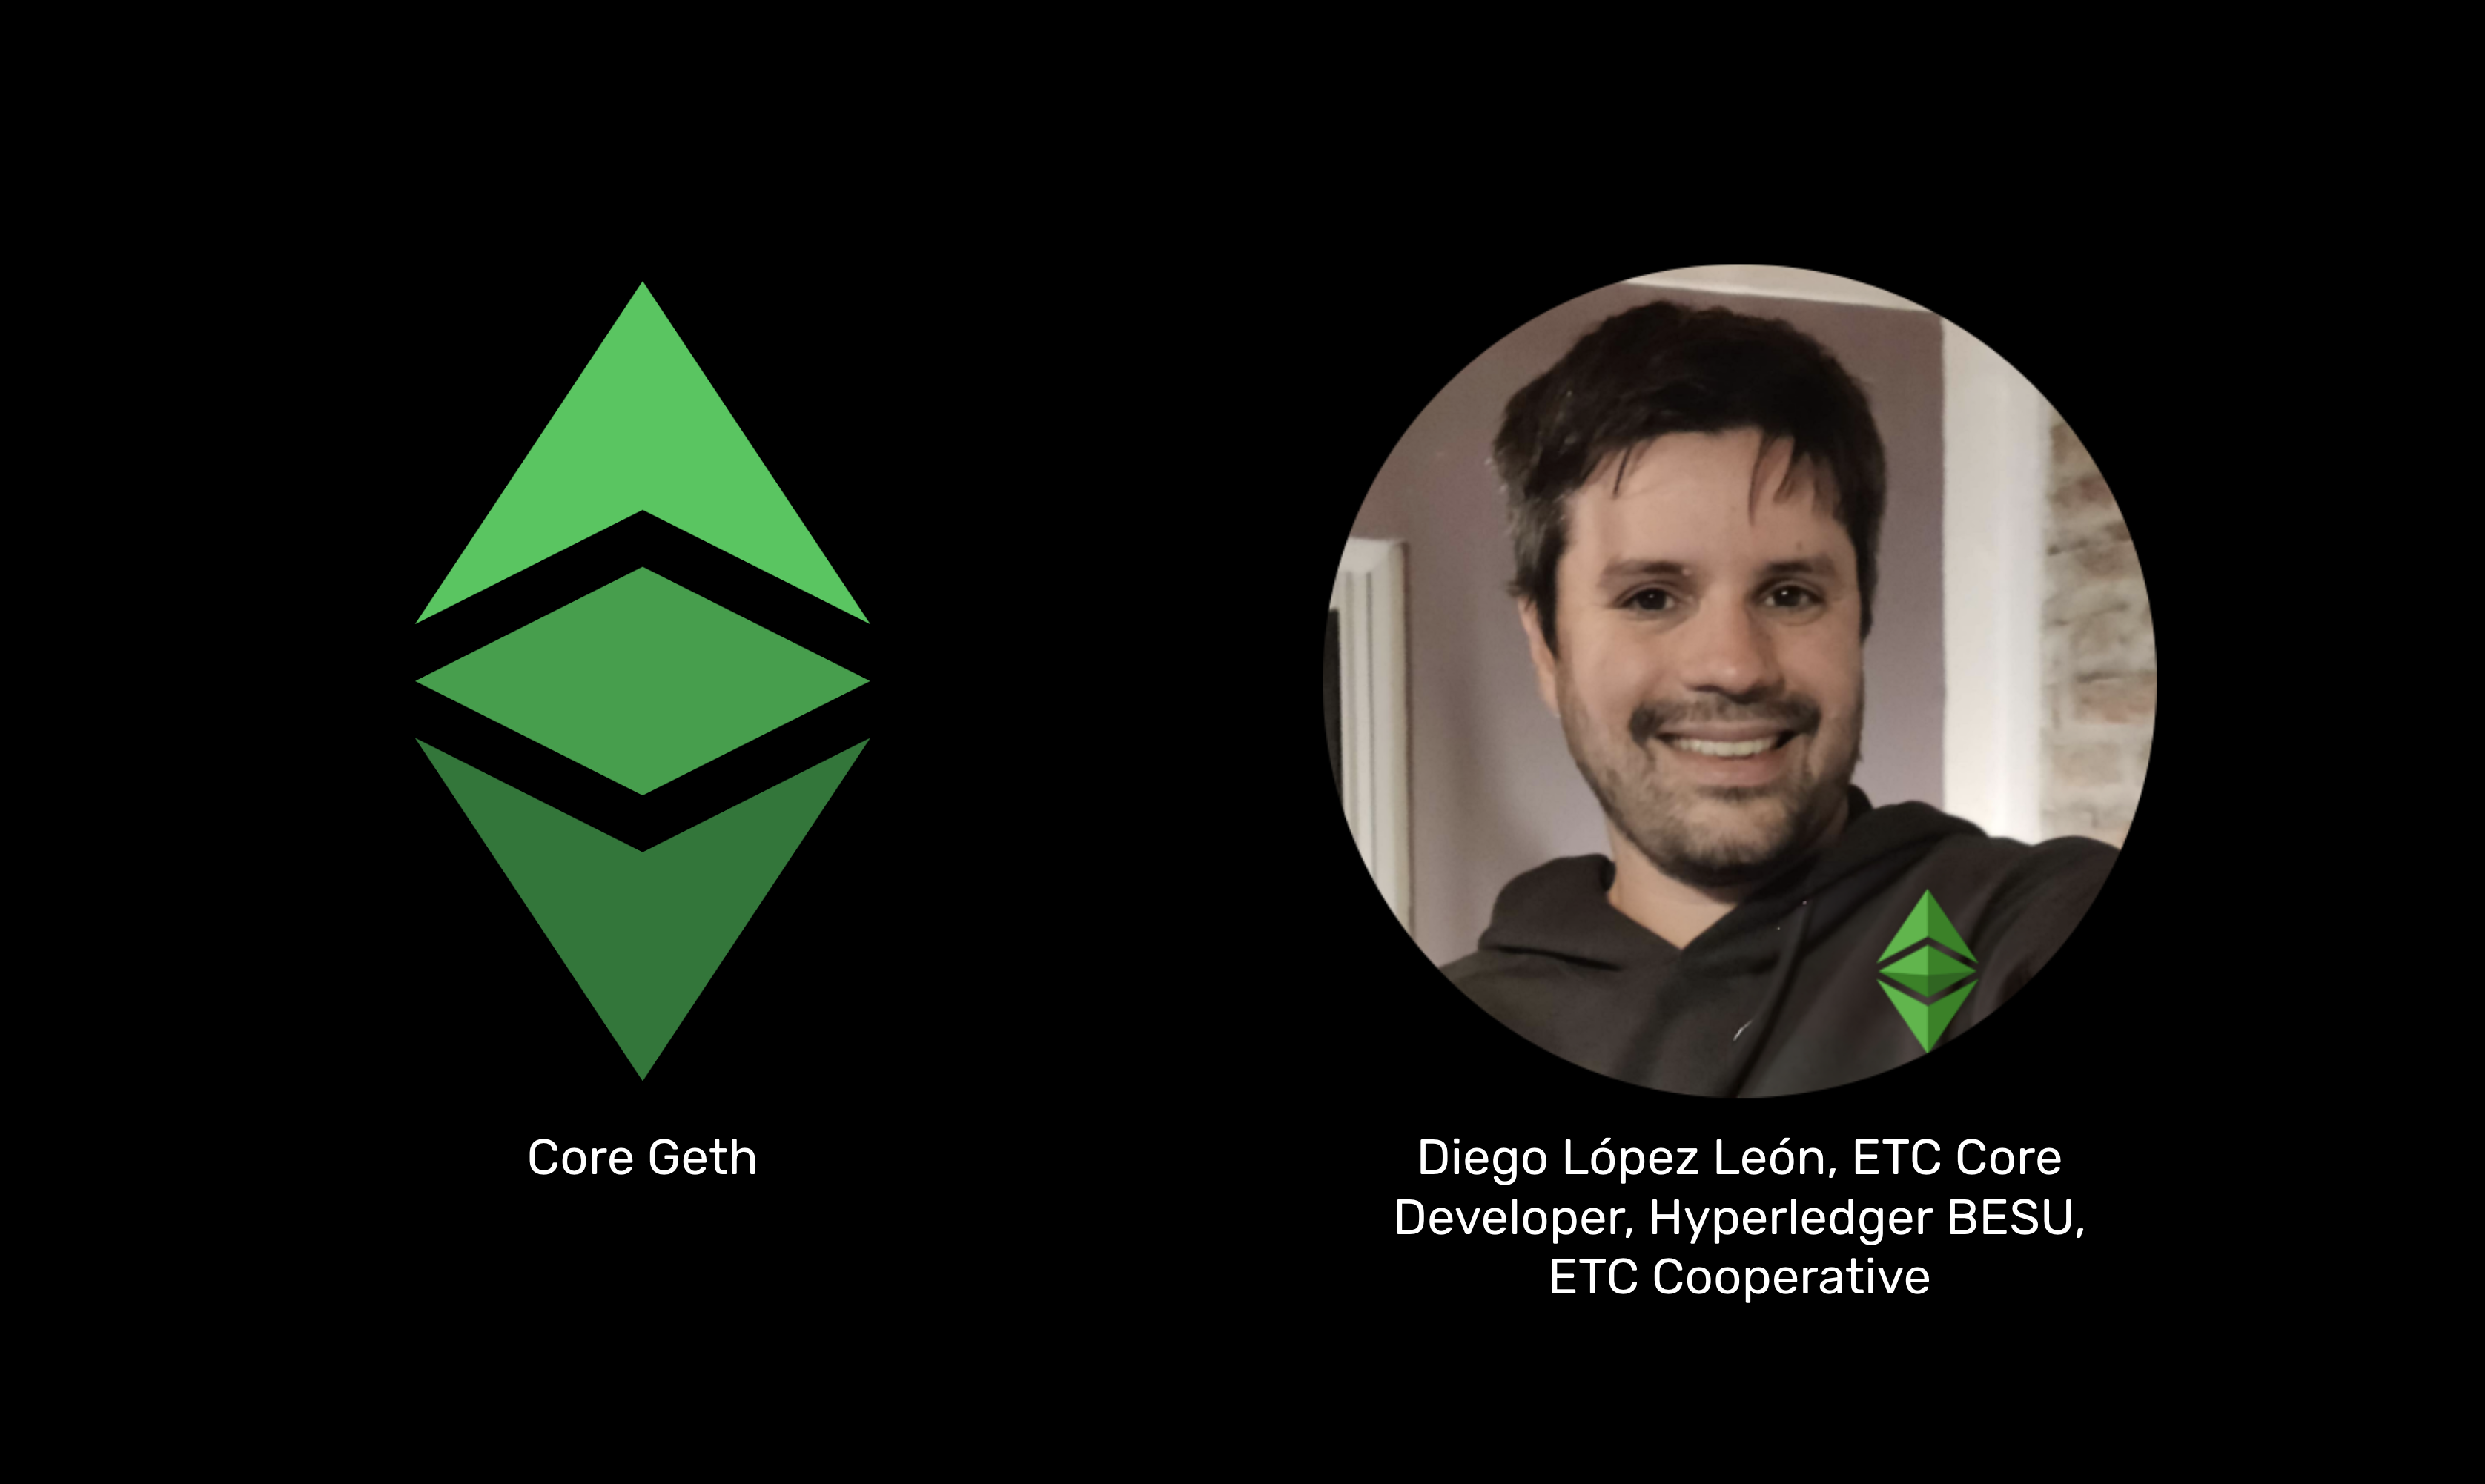 Core Geth
Diego López León, ETC Core
Developer, Hyperledger BESU,
ETC Cooperative